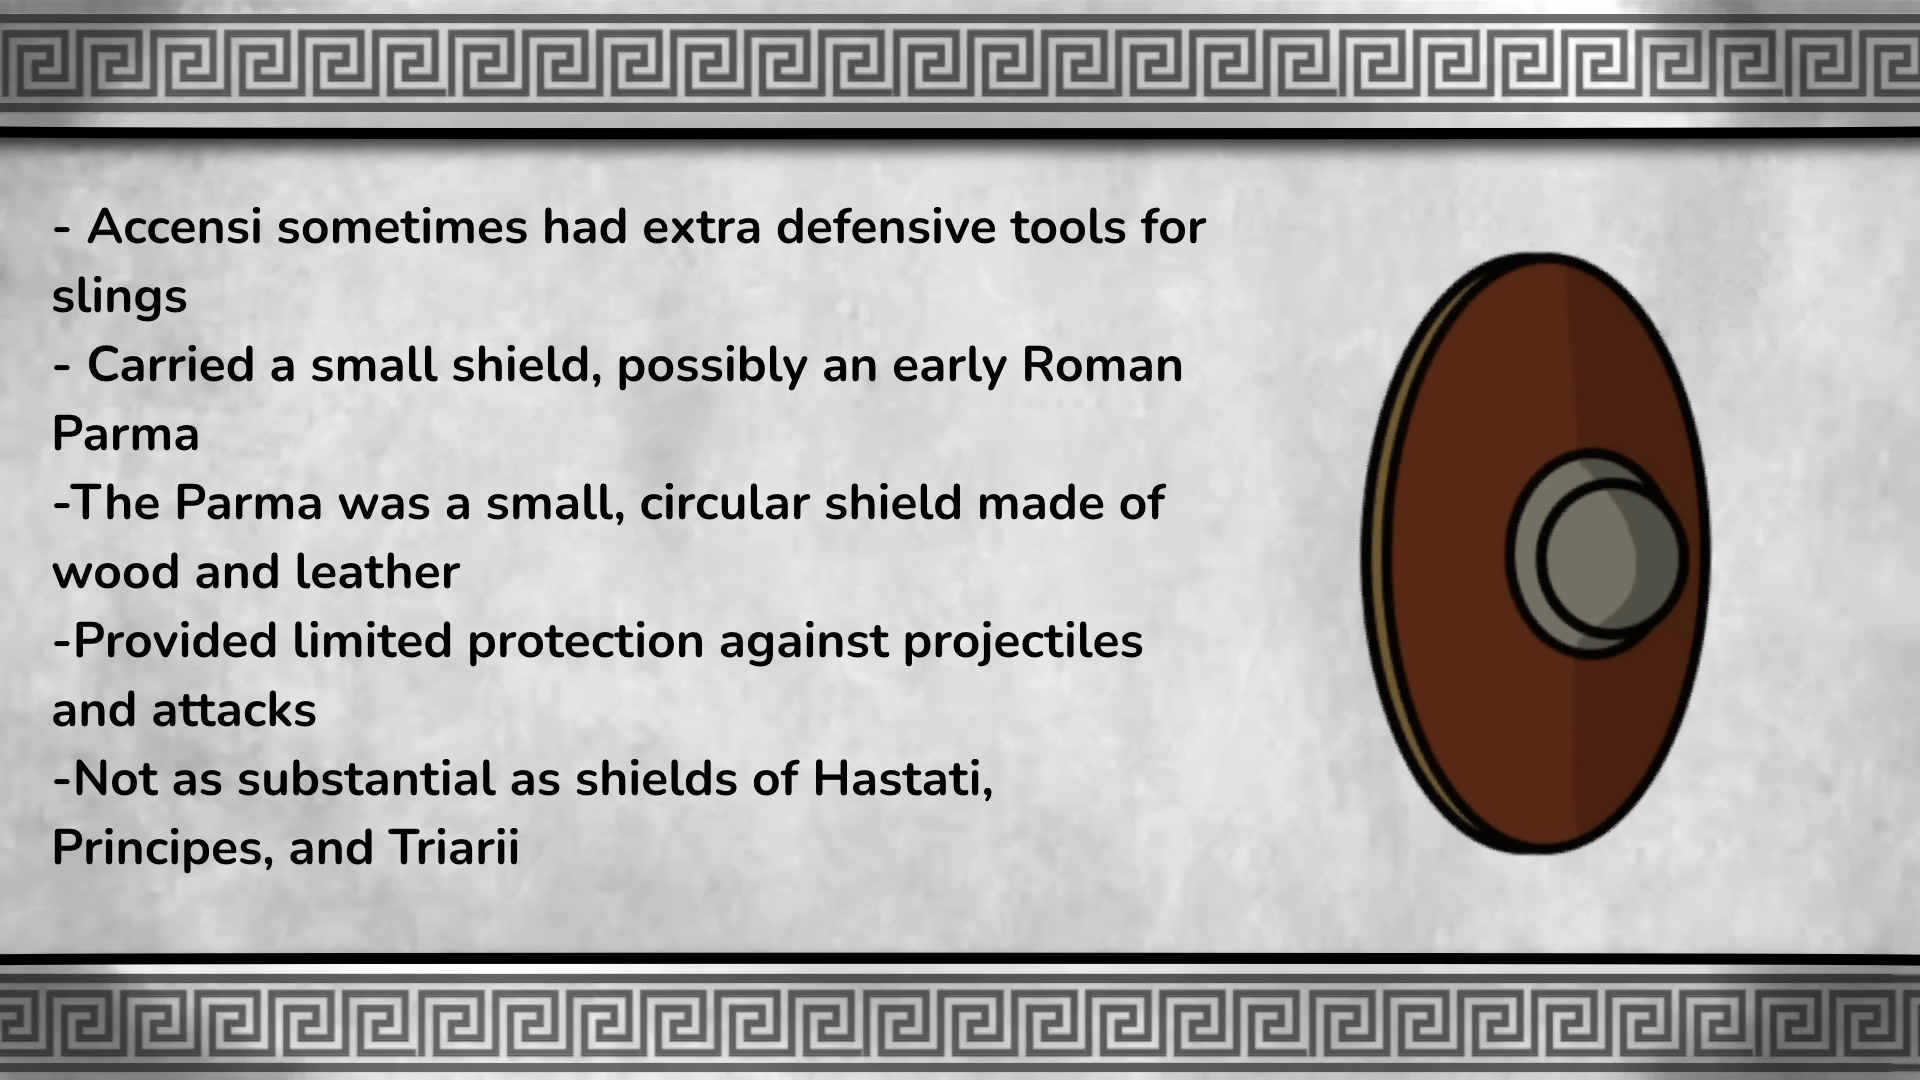 - Accensi sometimes had extra defensive tools for
slings
- Carried a small shield, possibly an early Roman
Parma
-The Parma was a small, circular shield made of
wood and leather
-Provided limited protection against projectiles
and attacks
-Not as substantial as shields of Hastati,
Principes, and Triarii